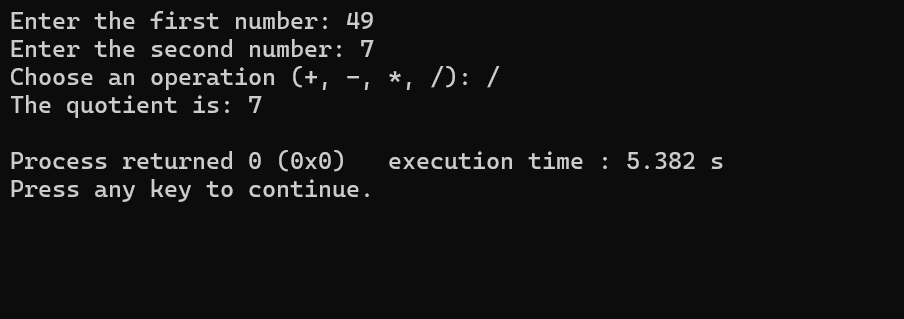 Enter the first number: 49
Enter the second number: 7
Choose an operation (+, -, *, /): /
The quotient is: 7
Process returned 0 (0x0)   execution time : 5.382 s
Press any key to continue.